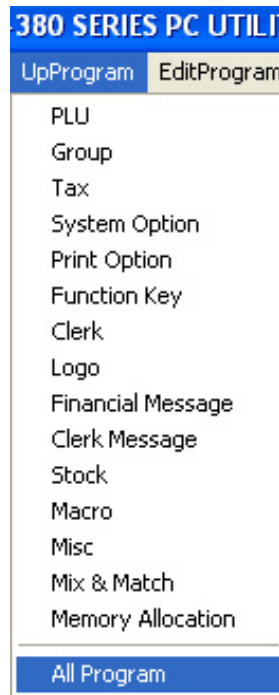 -380 SERIES PC UTILI
UpProgram EditProgram
PLU
Group
Tax
System Option
Print Option
Function Key
Clerk
Logo
Financial Message
Clerk Message
Stock
Macro
Misc
Mix & Match
Memory Allocation
All Program